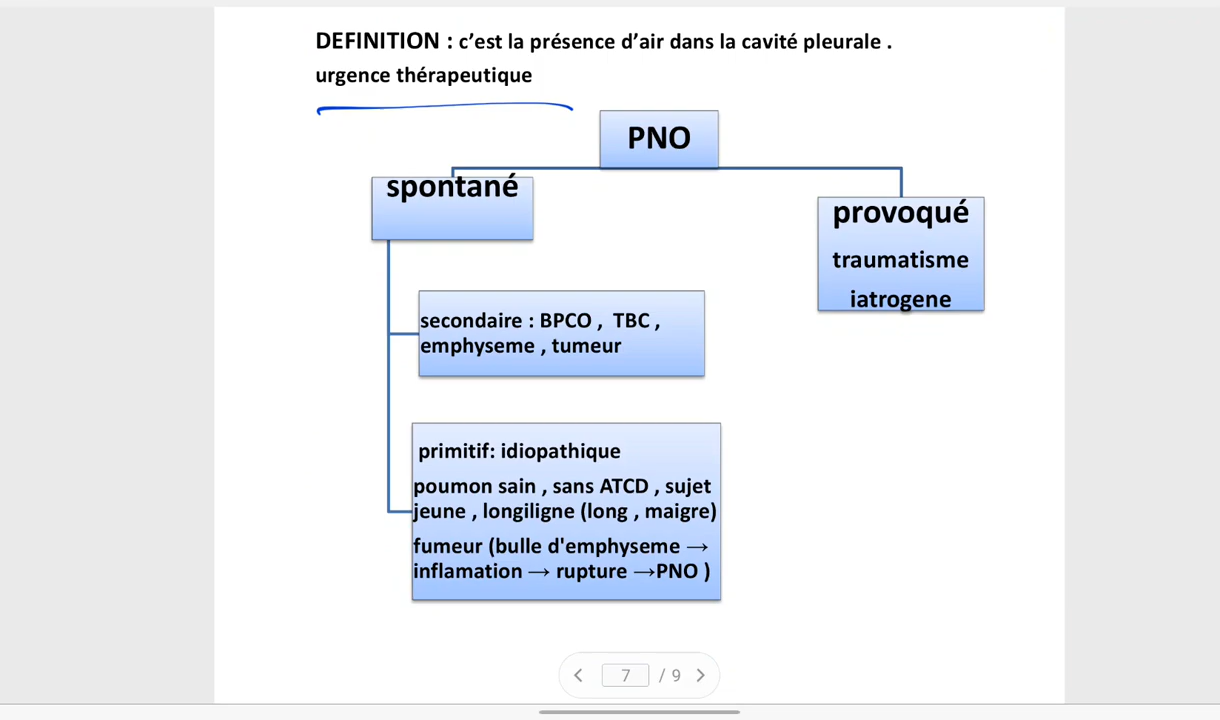 DEFINITION : c’est la présence d’air dans la cavité pleurale .
urgence thérapeutique
PNO
spontané
provoqué
traumatisme
iatrogene
secondaire : BPCO , TBC ,
emphyseme , tumeur
primitif: idiopathique
poumon sain , sans ATCD , sujet
jeune , longiligne (long , maigre)
fumeur (bulle d'emphyseme →
inflamation → rupture →PNO )
7 / 9